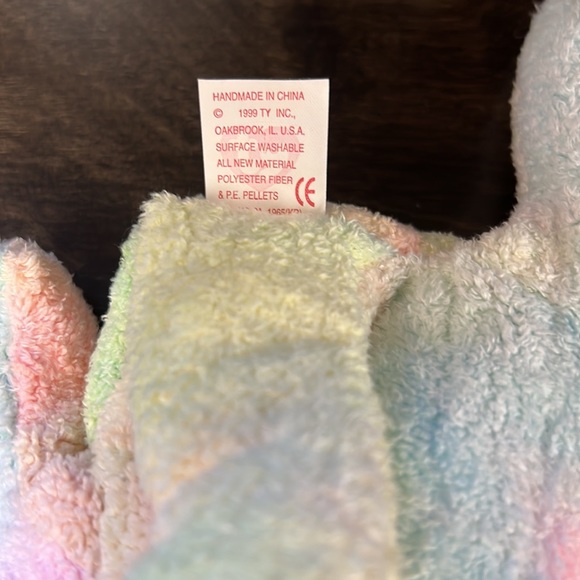 HANDMADE IN CHINA
© 1999 TY INC.,
OAKBROOK, IL. U.S.A.
SURFACE WASHABLE
ALL NEW MATERIAL
POLYESTER FIBER
& P.E. PELLETS CE